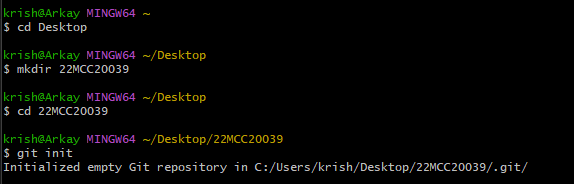 krish@Arkay MINGW64 ~
$ cd Desktop
krish@Arkay MINGW64 ~/Desktop
$ mkdir 22MCC20039
krish@Arkay MINGW64 ~/Desktop
$ cd 22MCC20039
krish@Arkay MINGW64 ~/Desktop/22MCC20039
$ git init
Initialized empty Git repository in C:/Users/krish/Desktop/22MCC20039/.git/